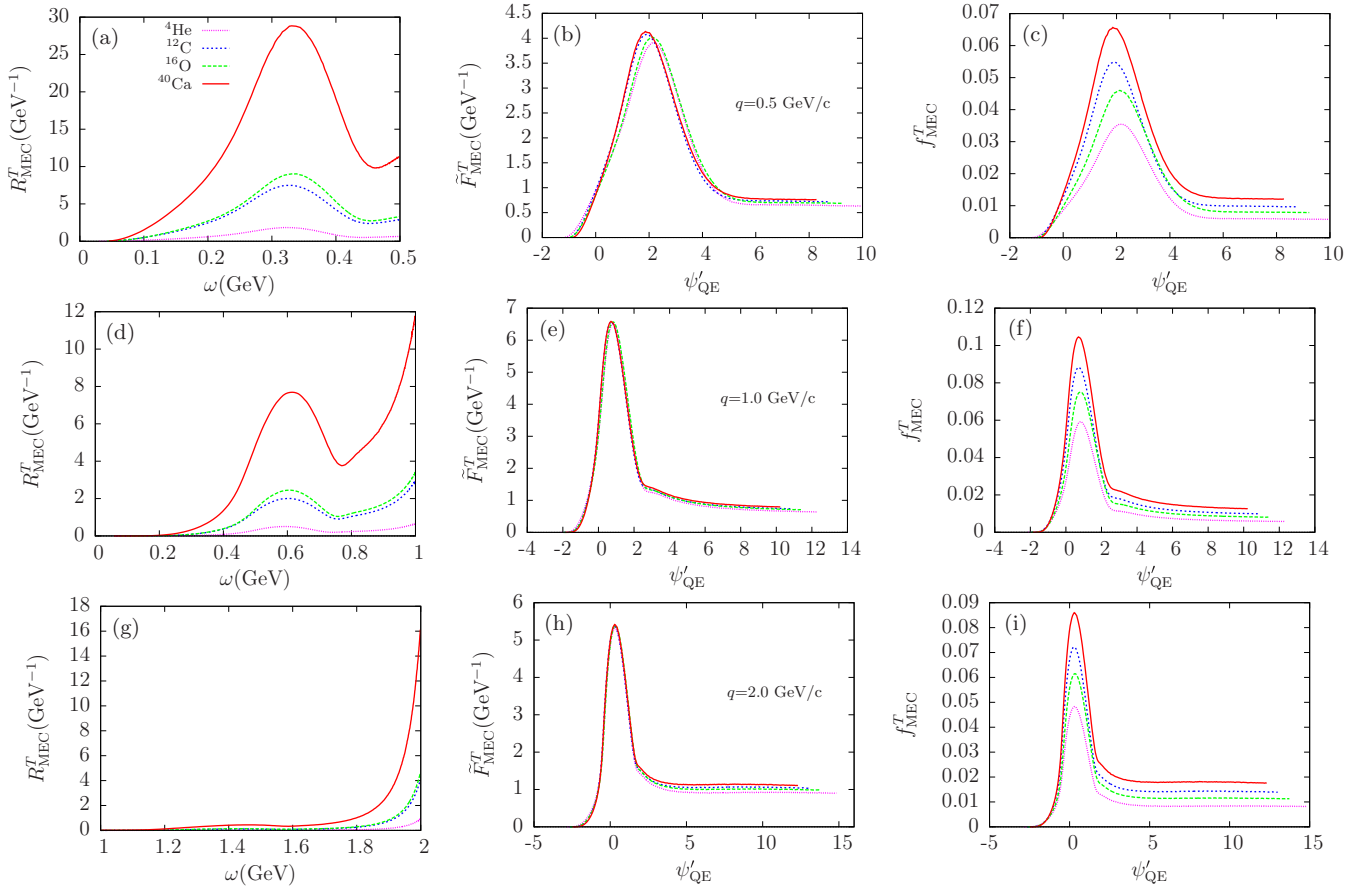 (a)
⁴He
¹²C
¹⁶O
⁴⁰Ca
30
25
20
15
10
5
0
R^T_MEC(GeV⁻¹)
0 0.1 0.2 0.3 0.4 0.5
ω(GeV)
(b)
q=0.5 GeV/c
4.5
4
3.5
3
2.5
2
1.5
1
0.5
0
F̃^T_MEC(GeV⁻¹)
-2 0 2 4 6 8 10
ψ′_QE
(c)
0.07
0.06
0.05
0.04
0.03
0.02
0.01
0
f^T_MEC
-2 0 2 4 6 8 10
ψ′_QE
(d)
12
10
8
6
4
2
0
R^T_MEC(GeV⁻¹)
0 0.2 0.4 0.6 0.8 1
ω(GeV)
(e)
q=1.0 GeV/c
7
6
5
4
3
2
1
0
F̃^T_MEC(GeV⁻¹)
-4 -2 0 2 4 6 8 10 12 14
ψ′_QE
(f)
0.12
0.1
0.08
0.06
0.04
0.02
0
f^T_MEC
-4 -2 0 2 4 6 8 10 12 14
ψ′_QE
(g)
18
16
14
12
10
8
6
4
2
0
R^T_MEC(GeV⁻¹)
1 1.2 1.4 1.6 1.8 2
ω(GeV)
(h)
q=2.0 GeV/c
6
5
4
3
2
1
0
F̃^T_MEC(GeV⁻¹)
-5 0 5 10 15
ψ′_QE
(i)
0.09
0.08
0.07
0.06
0.05
0.04
0.03
0.02
0.01
0
f^T_MEC
-5 0 5 10 15
ψ′_QE